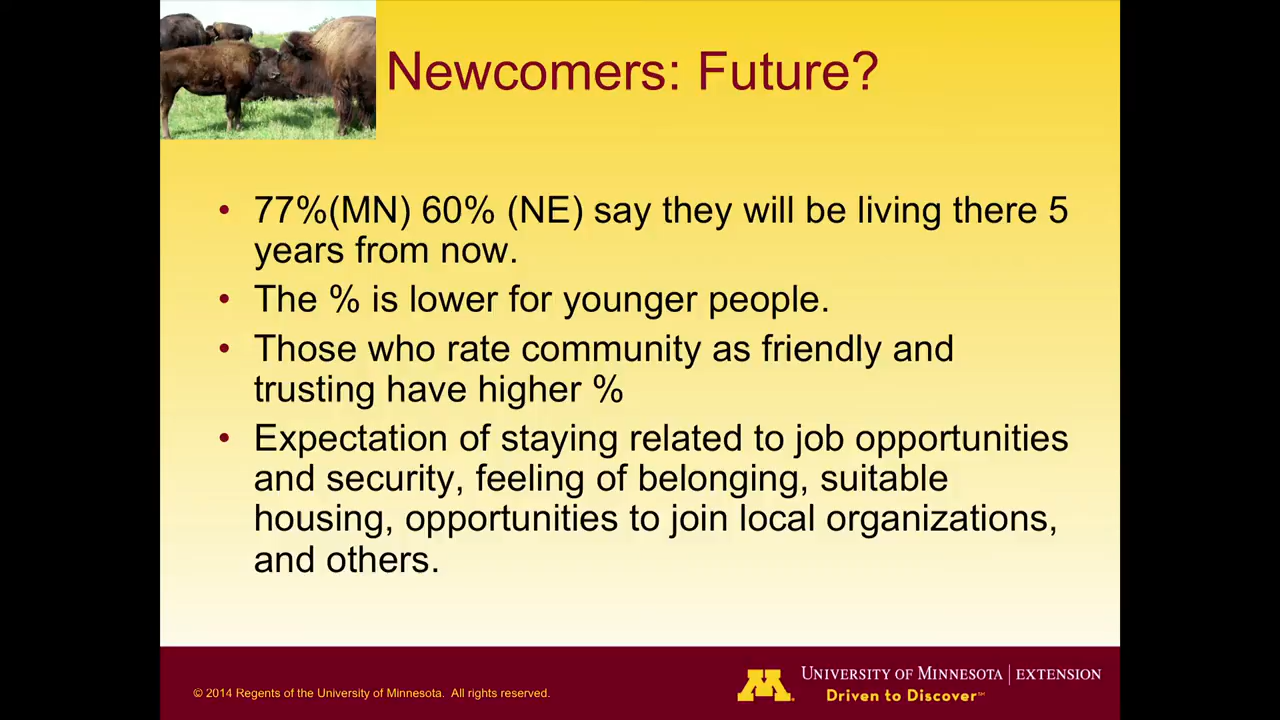 Newcomers: Future?
• 77%(MN) 60% (NE) say they will be living there 5
years from now.
• The % is lower for younger people.
• Those who rate community as friendly and
trusting have higher %
• Expectation of staying related to job opportunities
and security, feeling of belonging, suitable
housing, opportunities to join local organizations,
and others.
© 2014 Regents of the University of Minnesota. All rights reserved.
M
UNIVERSITY OF MINNESOTA | EXTENSION
Driven to Discover℠